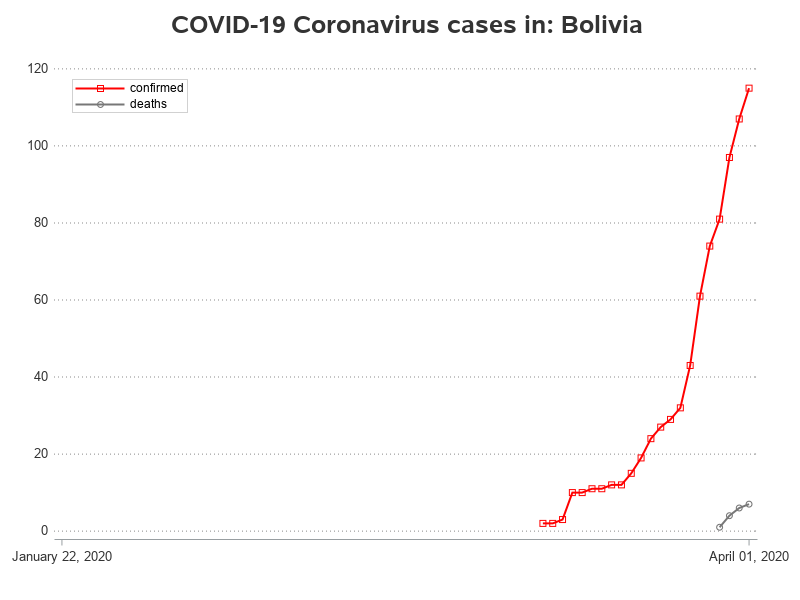 COVID-19 Coronavirus cases in: Bolivia
120
confirmed
deaths
100
80
60
40
20
0
January 22, 2020
April 01, 2020